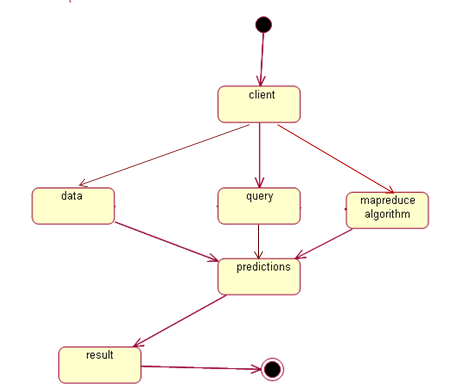 client
data
query
mapreduce
algorithm
predictions
result